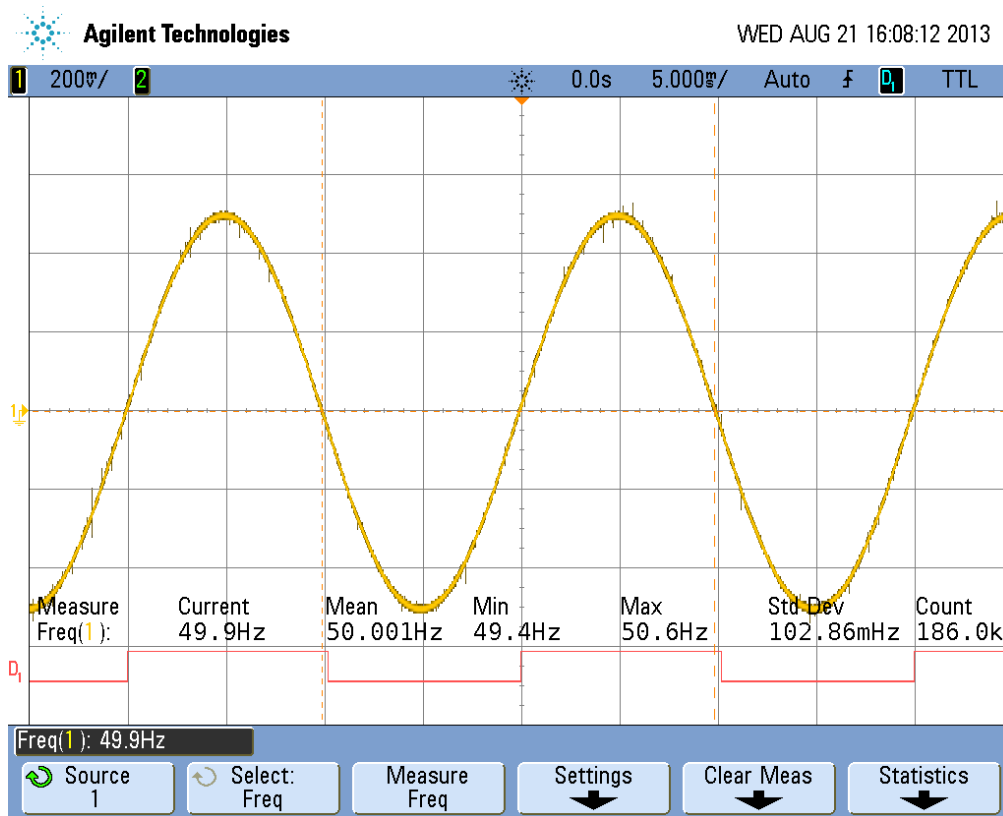 Agilent Technologies WED AUG 21 16:08:12 2013
1 200mV/ 2 0.0s 5.000ms/ Auto D1 TTL
1
Measure Current Mean Min Max Std Dev Count
Freq(1): 49.9Hz 50.001Hz 49.4Hz 50.6Hz 102.86mHz 186.0k
D1
Freq(1): 49.9Hz
Source Select: Measure Settings Clear Meas Statistics
1 Freq Freq